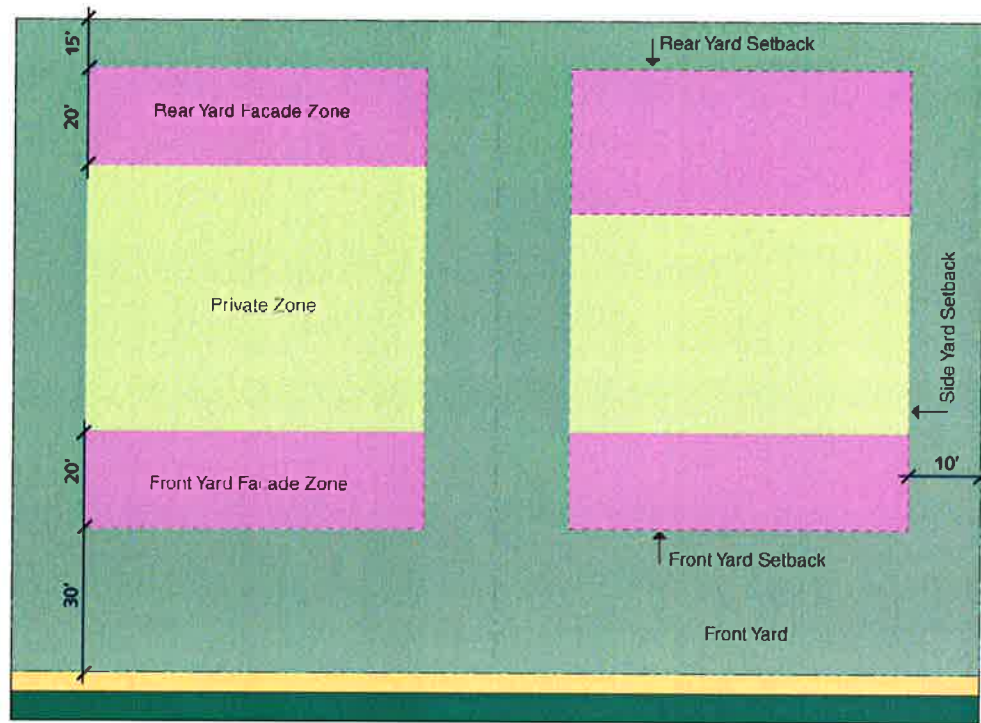 15'
Rear Yard Setback
20'
Rear Yard Facade Zone
Private Zone
Side Yard Setback
20'
Front Yard Facade Zone
10'
Front Yard Setback
30'
Front Yard